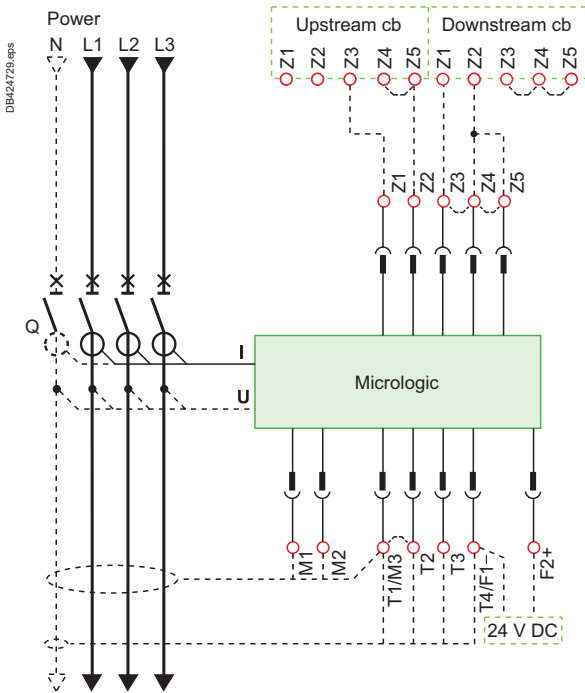 DB424729.eps
Power
N L1 L2 L3
Upstream cb
Downstream cb
Z1 Z2 Z3 Z4 Z5
Z1 Z2 Z3 Z4 Z5
Z1 Z2 Z3 Z4 Z5
Q
I
U
Micrologic
M1 M2 T1/M3 T2 T3 T4/F1– F2+
24 V DC